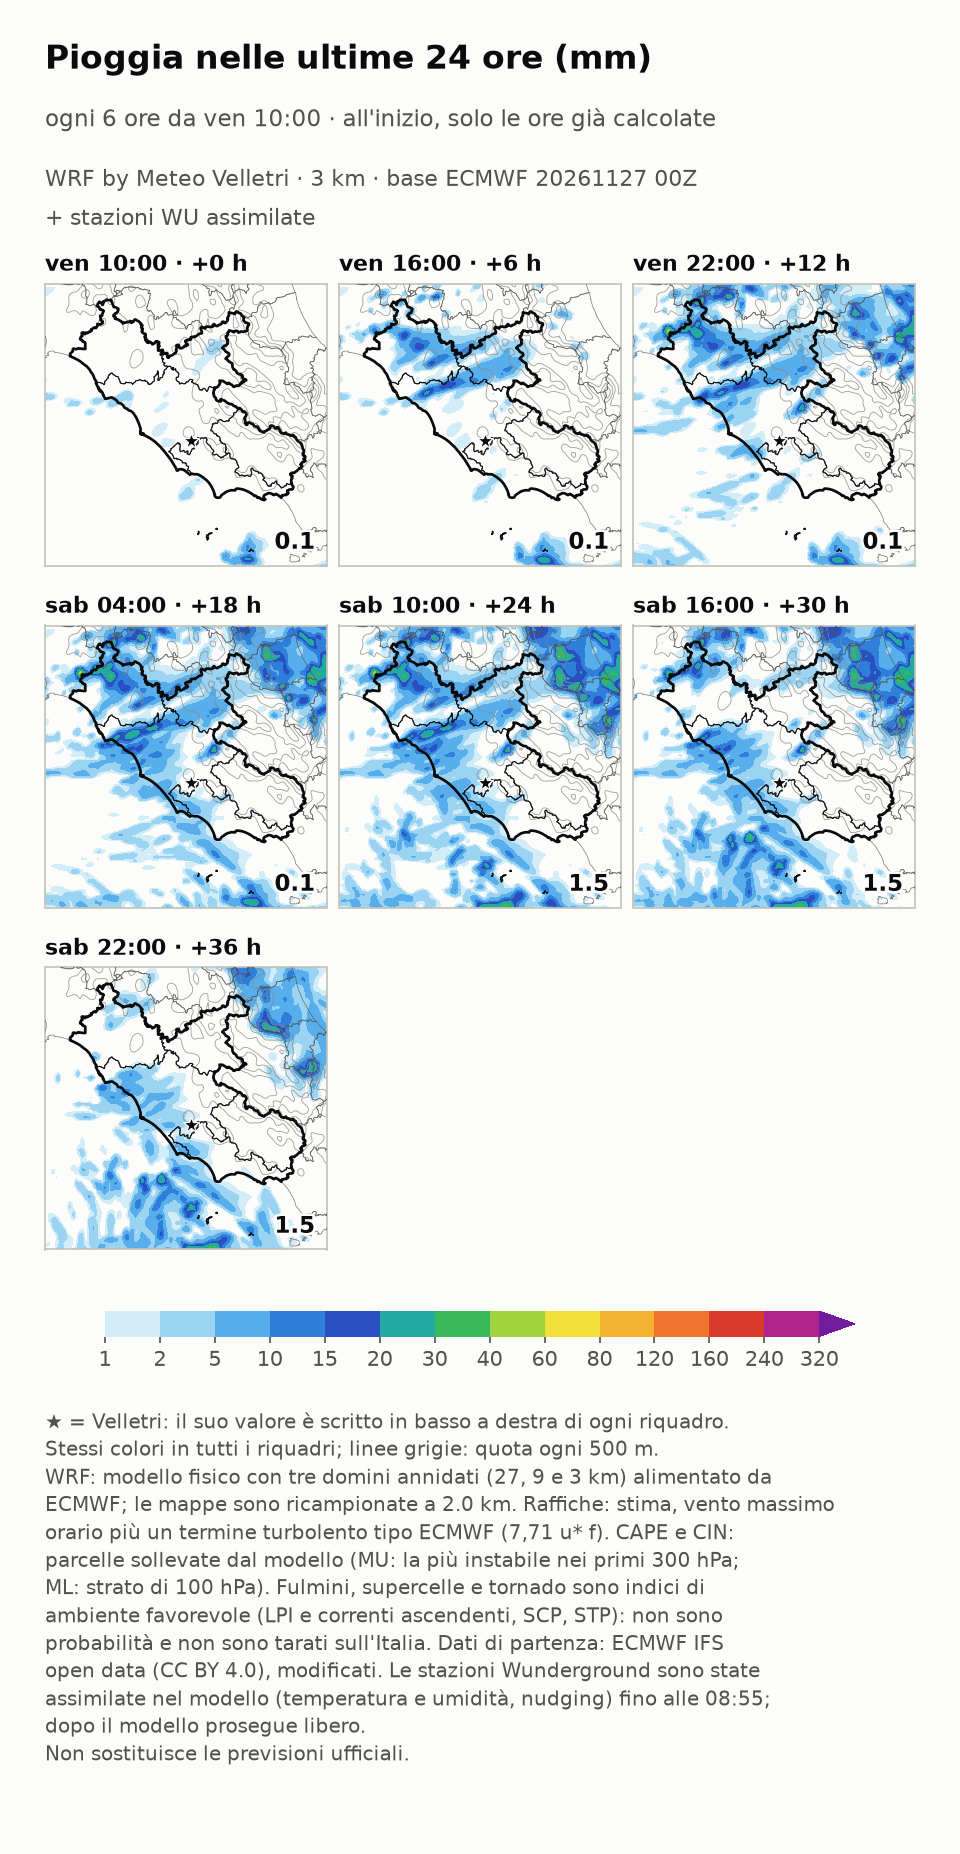 Pioggia nelle ultime 24 ore (mm)
ogni 6 ore da ven 10:00 · all'inizio, solo le ore già calcolate
WRF by Meteo Velletri · 3 km · base ECMWF 20261127 00Z
+ stazioni WU assimilate
ven 10:00 · +0 h
ven 16:00 · +6 h
ven 22:00 · +12 h
0.1
0.1
0.1
sab 04:00 · +18 h
sab 10:00 · +24 h
sab 16:00 · +30 h
0.1
1.5
1.5
sab 22:00 · +36 h
1.5
1 2 5 10 15 20 30 40 60 80 120 160 240 320
★ = Velletri: il suo valore è scritto in basso a destra di ogni riquadro.
Stessi colori in tutti i riquadri; linee grigie: quota ogni 500 m.
WRF: modello fisico con tre domini annidati (27, 9 e 3 km) alimentato da
ECMWF; le mappe sono ricampionate a 2.0 km. Raffiche: stima, vento massimo
orario più un termine turbolento tipo ECMWF (7,71 u* f). CAPE e CIN:
parcelle sollevate dal modello (MU: la più instabile nei primi 300 hPa;
ML: strato di 100 hPa). Fulmini, supercelle e tornado sono indici di
ambiente favorevole (LPI e correnti ascendenti, SCP, STP): non sono
probabilità e non sono tarati sull'Italia. Dati di partenza: ECMWF IFS
open data (CC BY 4.0), modificati. Le stazioni Wunderground sono state
assimilate nel modello (temperatura e umidità, nudging) fino alle 08:55;
dopo il modello prosegue libero.
Non sostituisce le previsioni ufficiali.